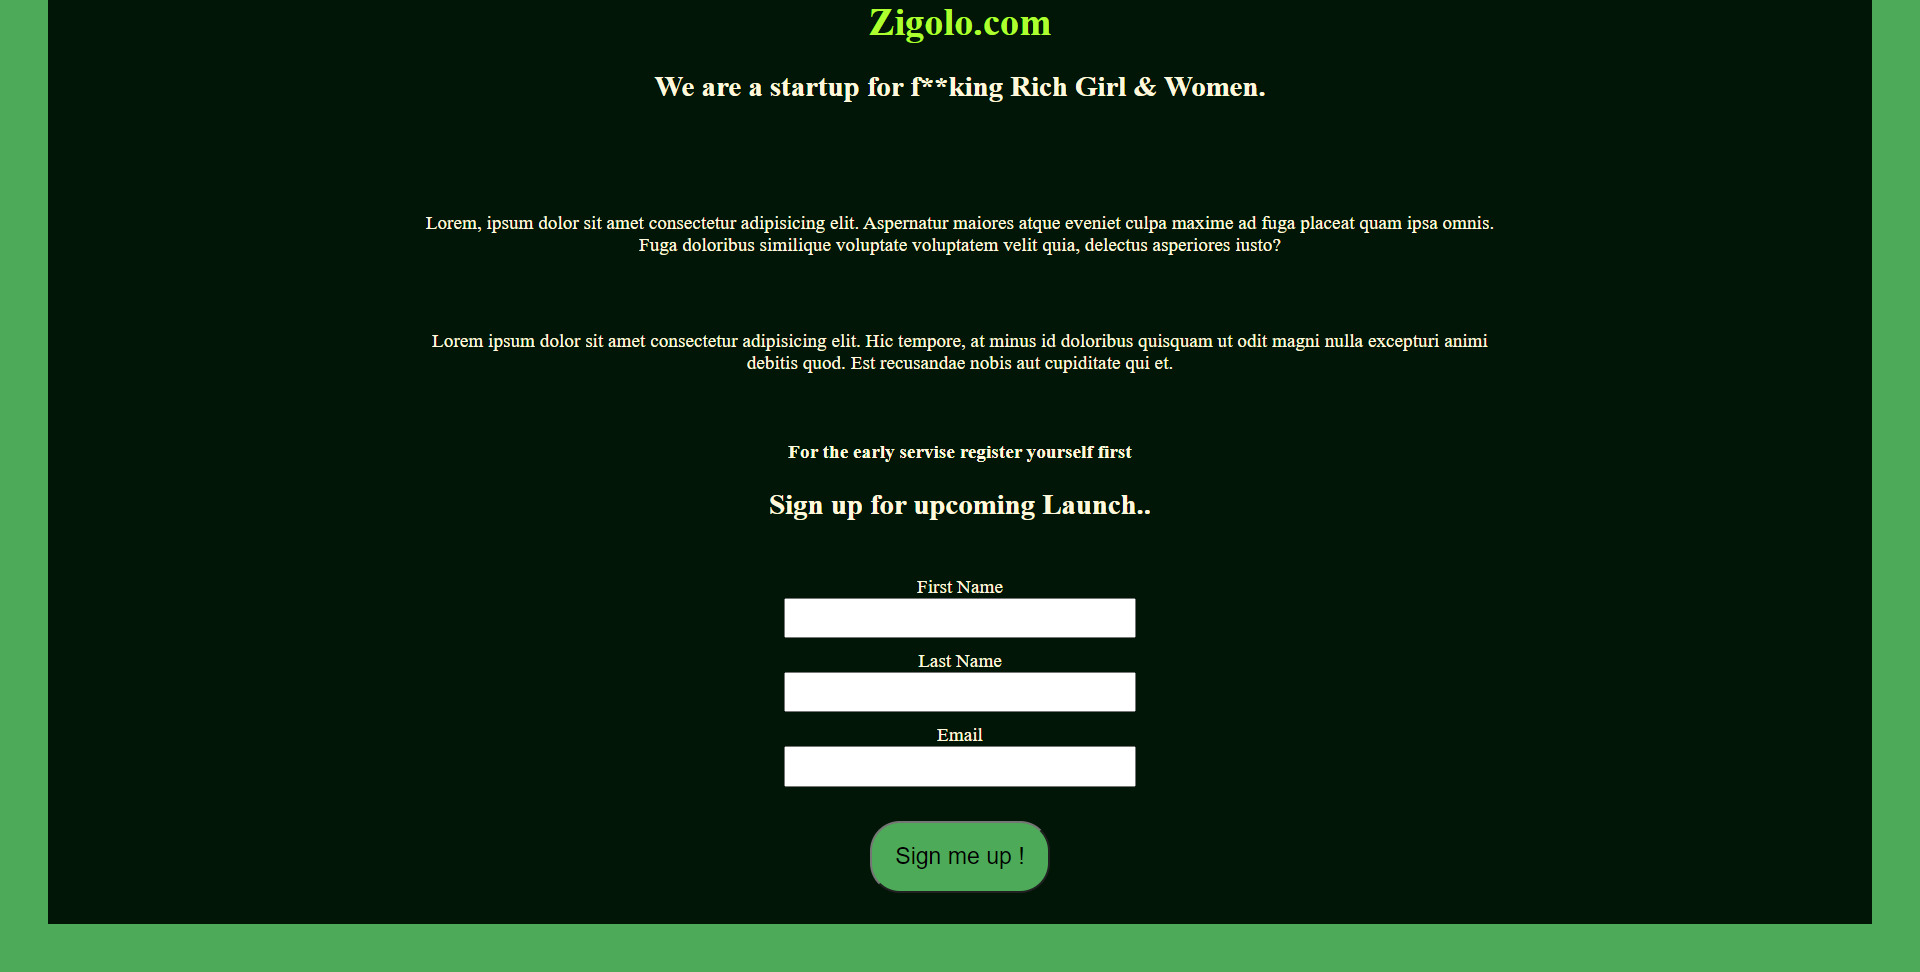 Zigolo.com
We are a startup for f**king Rich Girl & Women.
Lorem, ipsum dolor sit amet consectetur adipisicing elit. Aspernatur maiores atque eveniet culpa maxime ad fuga placeat quam ipsa omnis.
Fuga doloribus similique voluptate voluptatem velit quia, delectus asperiores iusto?
Lorem ipsum dolor sit amet consectetur adipisicing elit. Hic tempore, at minus id doloribus quisquam ut odit magni nulla excepturi animi
debitis quod. Est recusandae nobis aut cupiditate qui et.
For the early servise register yourself first
Sign up for upcoming Launch..
First Name
Last Name
Email
Sign me up !